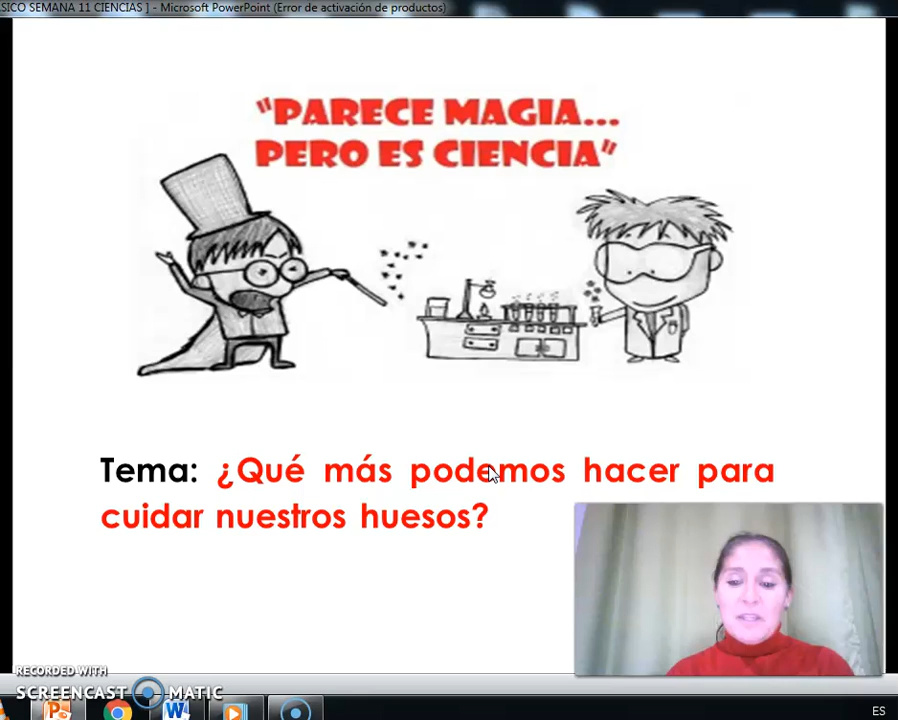 SICO SEMANA 11 CIENCIAS ] - Microsoft PowerPoint (Error de activación de productos)
"PARECE MAGIA...
PERO ES CIENCIA"
Tema: ¿Qué más podemos hacer para
cuidar nuestros huesos?
RECORDED WITH
SCREENCAST MATIC
ES